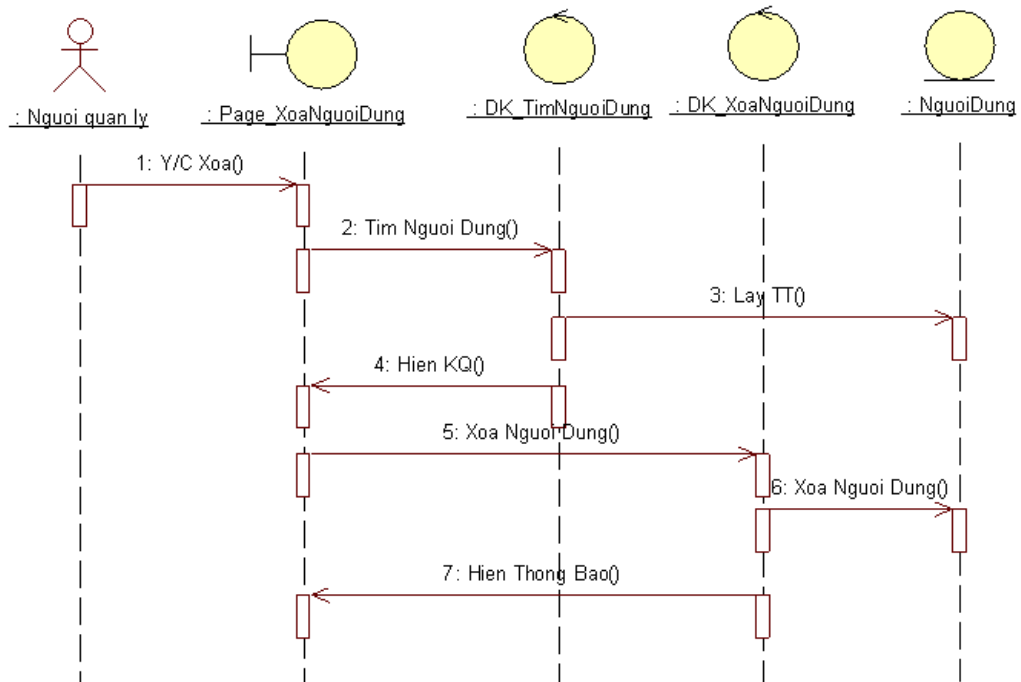 : Nguoi quan ly
: Page_XoaNguoiDung
: DK_TimNguoiDung
: DK_XoaNguoiDung
: NguoiDung
1: Y/C Xoa()
2: Tim Nguoi Dung()
3: Lay TT()
4: Hien KQ()
5: Xoa Nguoi Dung()
6: Xoa Nguoi Dung()
7: Hien Thong Bao()